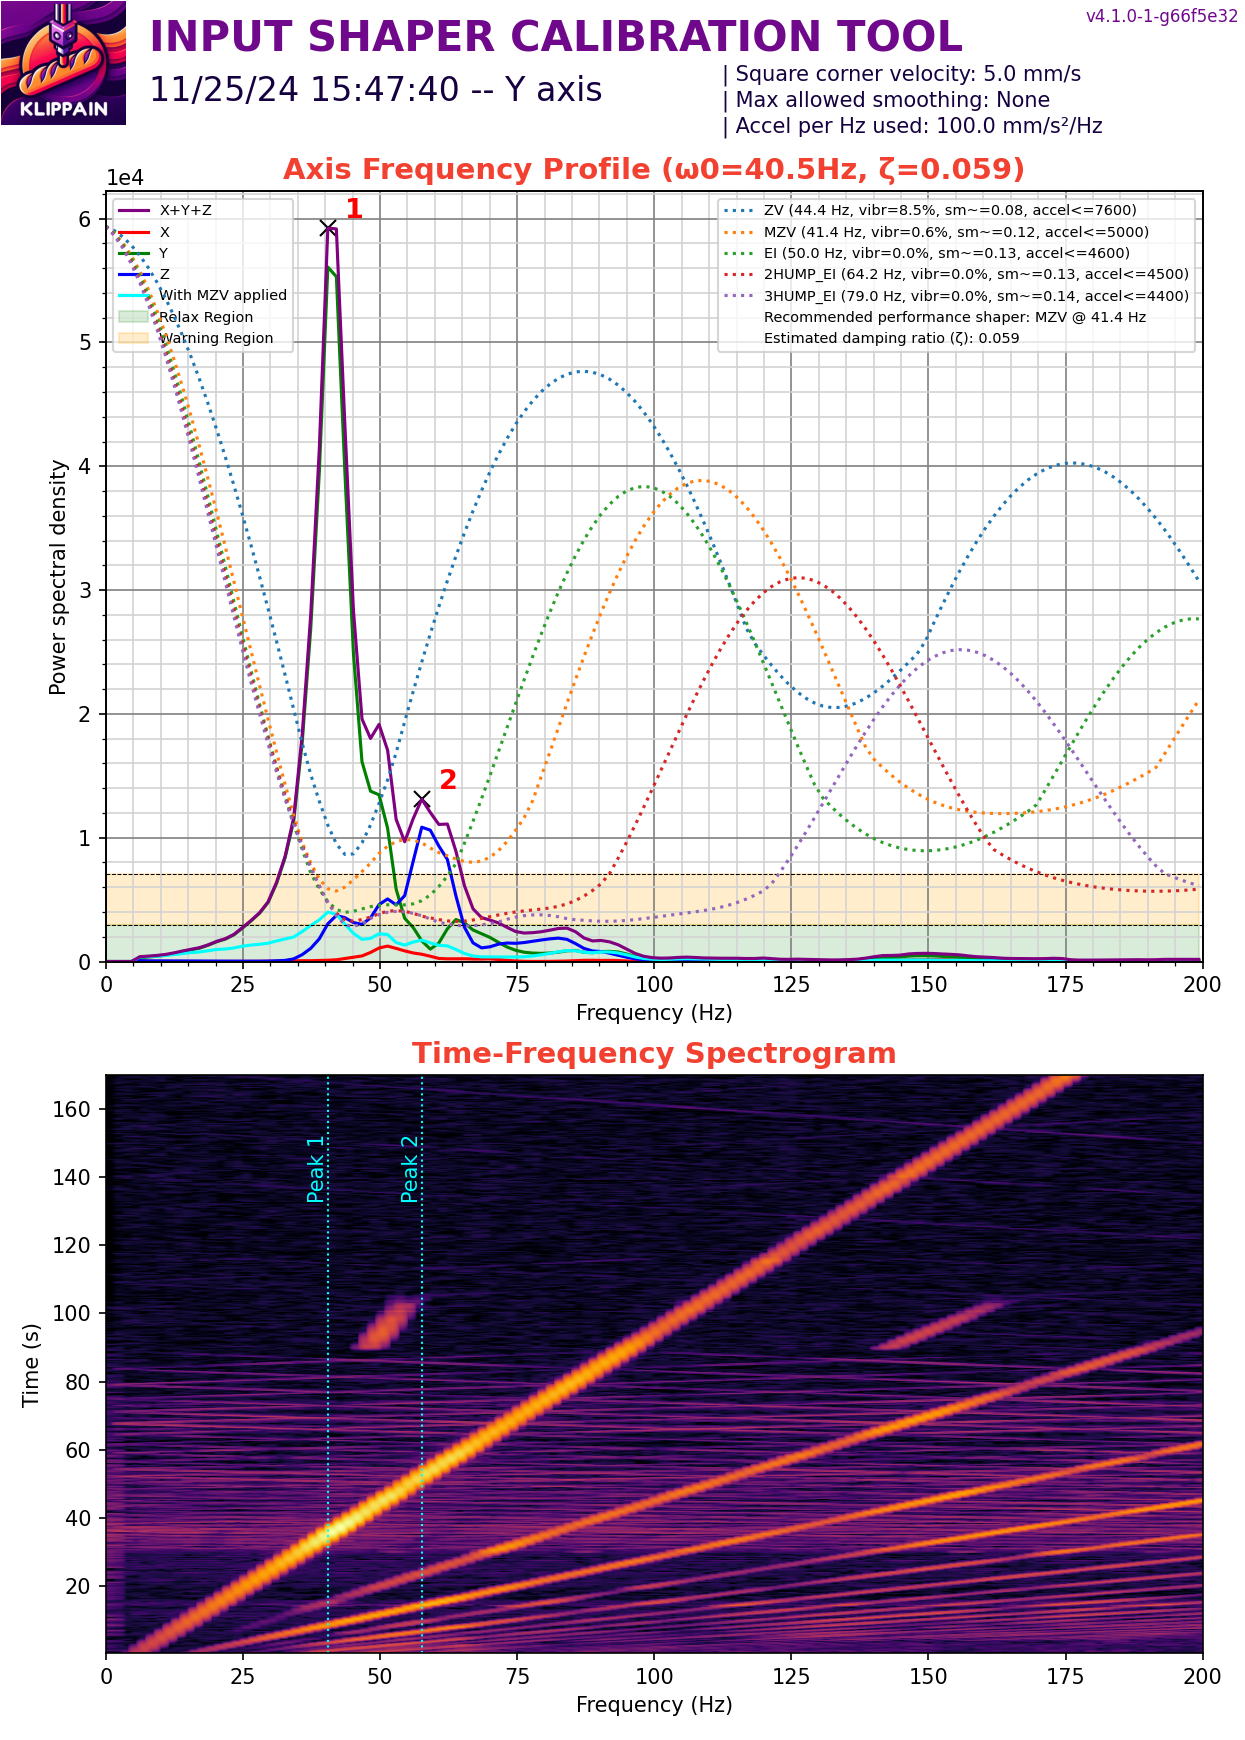 v4.1.0-1-g66f5e32
INPUT SHAPER CALIBRATION TOOL
11/25/24 15:47:40 -- Y axis
| Square corner velocity: 5.0 mm/s
| Max allowed smoothing: None
| Accel per Hz used: 100.0 mm/s²/Hz
KLIPPAIN
Axis Frequency Profile (ω0=40.5Hz, ζ=0.059)
1e4
X+Y+Z
X
Y
Z
With MZV applied
Relax Region
Warning Region
1
2
ZV (44.4 Hz, vibr=8.5%, sm~=0.08, accel<=7600)
MZV (41.4 Hz, vibr=0.6%, sm~=0.12, accel<=5000)
EI (50.0 Hz, vibr=0.0%, sm~=0.13, accel<=4600)
2HUMP_EI (64.2 Hz, vibr=0.0%, sm~=0.13, accel<=4500)
3HUMP_EI (79.0 Hz, vibr=0.0%, sm~=0.14, accel<=4400)
Recommended performance shaper: MZV @ 41.4 Hz
Estimated damping ratio (ζ): 0.059
Power spectral density
6
5
4
3
2
1
0
0 25 50 75 100 125 150 175 200
Frequency (Hz)
Time-Frequency Spectrogram
Time (s)
160
140
120
100
80
60
40
20
Peak 1
Peak 2
0 25 50 75 100 125 150 175 200
Frequency (Hz)